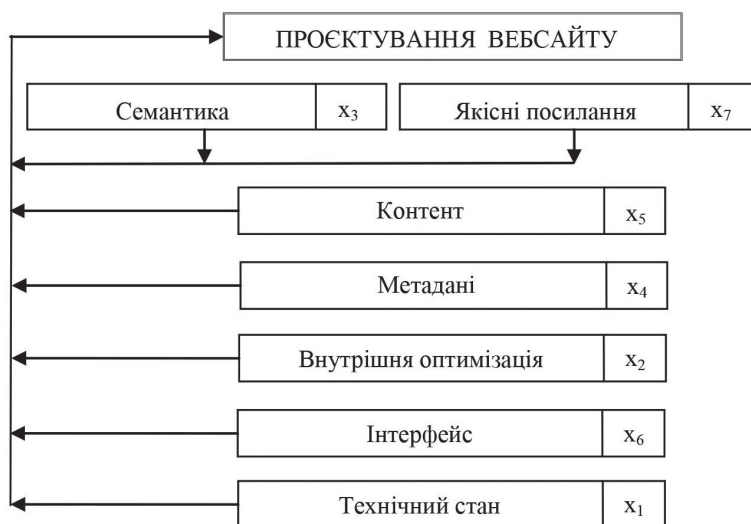 ПРОЄКТУВАННЯ ВЕБСАЙТУ
Семантика x₃ Якісні посилання x₇
Контент x₅
Метадані x₄
Внутрішня оптимізація x₂
Інтерфейс x₆
Технічний стан x₁